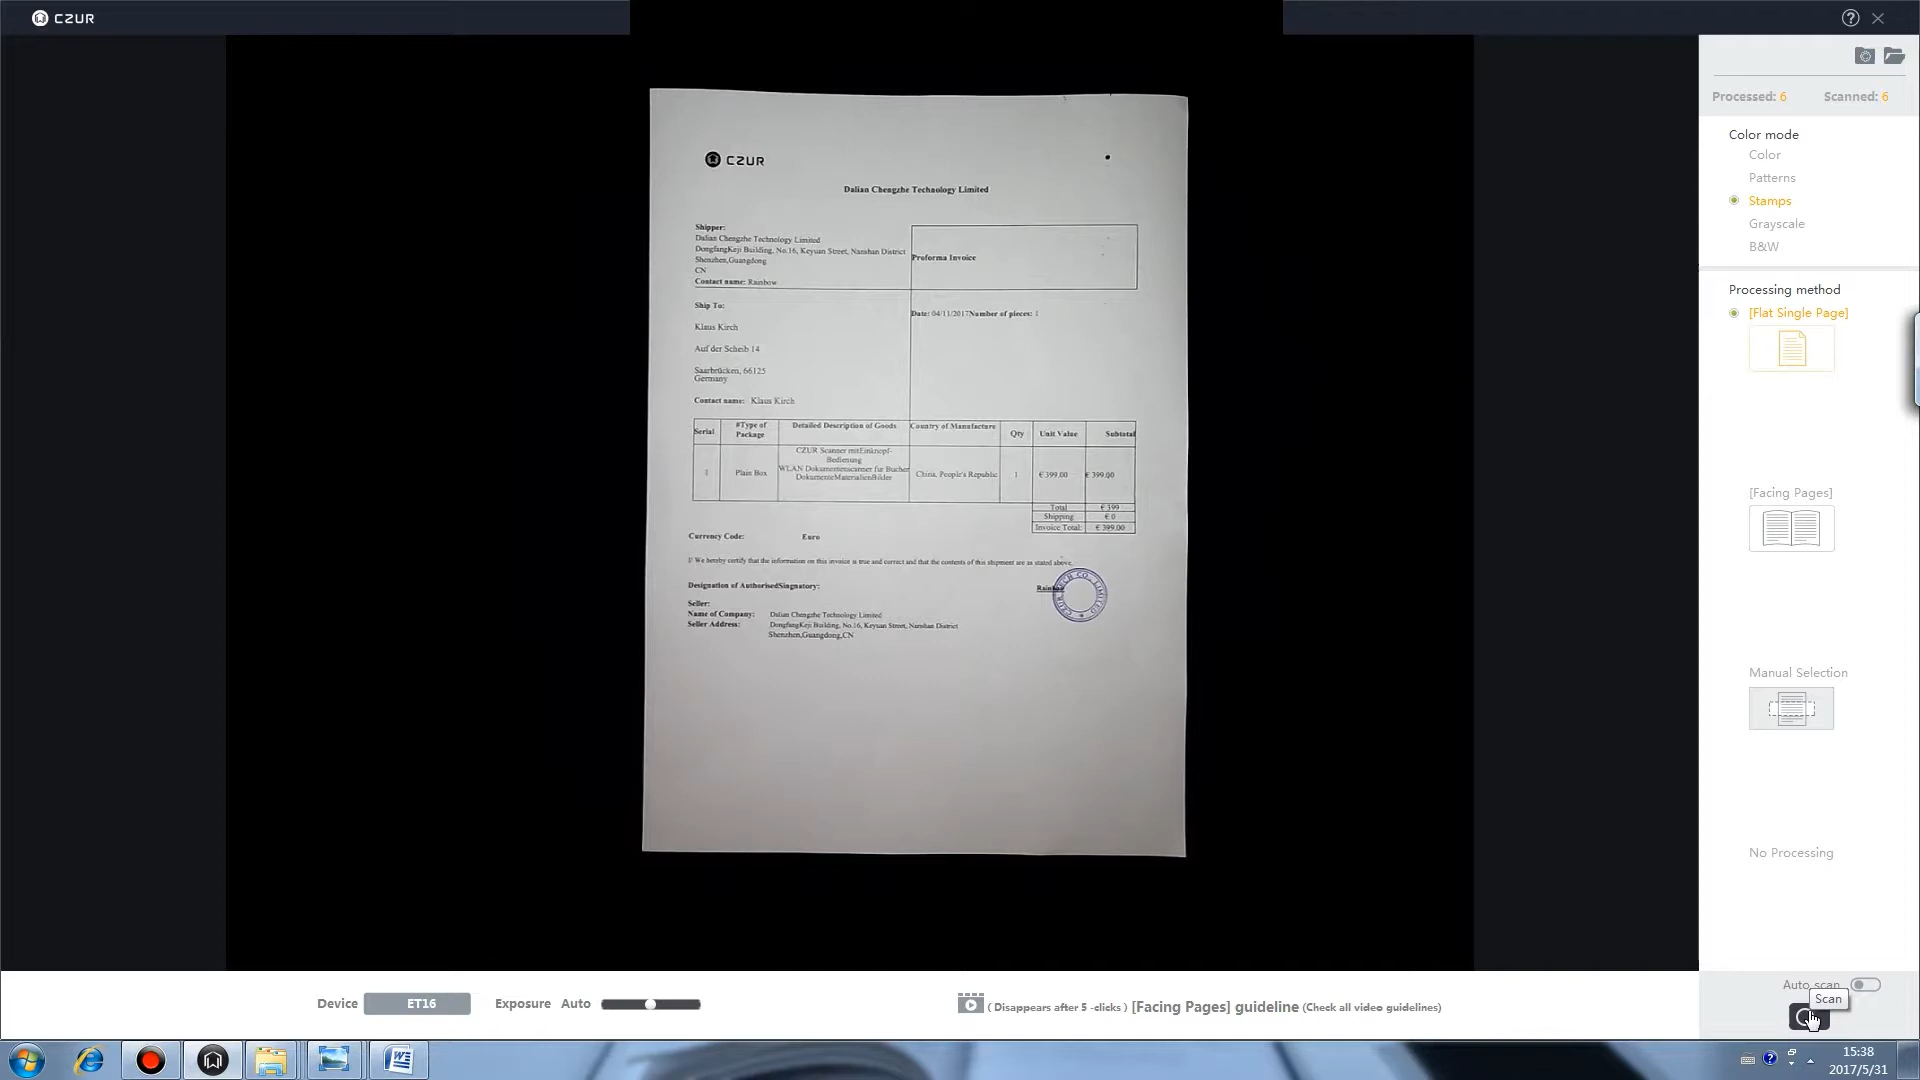 CZUR
Processed: 6 Scanned: 6
Color mode
Color
Patterns
Stamps
Grayscale
B&W
Processing method
[Flat Single Page]
[Facing Pages]
Manual Selection
No Processing
Auto scan
Scan
CZUR
Dalian Chengzhe Technology Limited
Shipper:
Dalian Chengzhe Technology Limited
DongfangKeji Building, No.16, Keyuan Street, Nanshan District
Shenzhen,Guangdong
CN
Contact name: Rainbow
Proforma Invoice
Ship To:
Klaus Kirch
Auf der Scheib 14
Saarbrücken, 66125
Germany
Contact name: Klaus Kirch
Date: 04/11/2017Number of pieces: 1
Serial #Type of Package Detailed Description of Goods Country of Manufacture Qty Unit Value Subtotal
1 Plain Box China, People's Republic 1 € 399.00 € 399.00
CZUR Scanner mitEinknopf-
Bedienung
WLAN Dokumentenscanner fur Bucher
DokumenteMaterialienBilder
Total € 399
Shipping € 0
Invoice Total: € 399.00
Currency Code: Euro
We hereby certify that the information on this invoice is true and correct and that the contents of this shipment are as stated above.
Designation of AuthorisedSingnatory:
CZUR TECH CO., LIMITED
Seller:
Name of Company: Dalian Chengzhe Technology Limited
Seller Address: DongfangKeji Building, No.16, Keyuan Street, Nanshan District
Shenzhen,Guangdong,CN
Device ET16 Exposure Auto
( Disappears after 5 -clicks ) [Facing Pages] guideline (Check all video guidelines)
15:38
2017/5/31